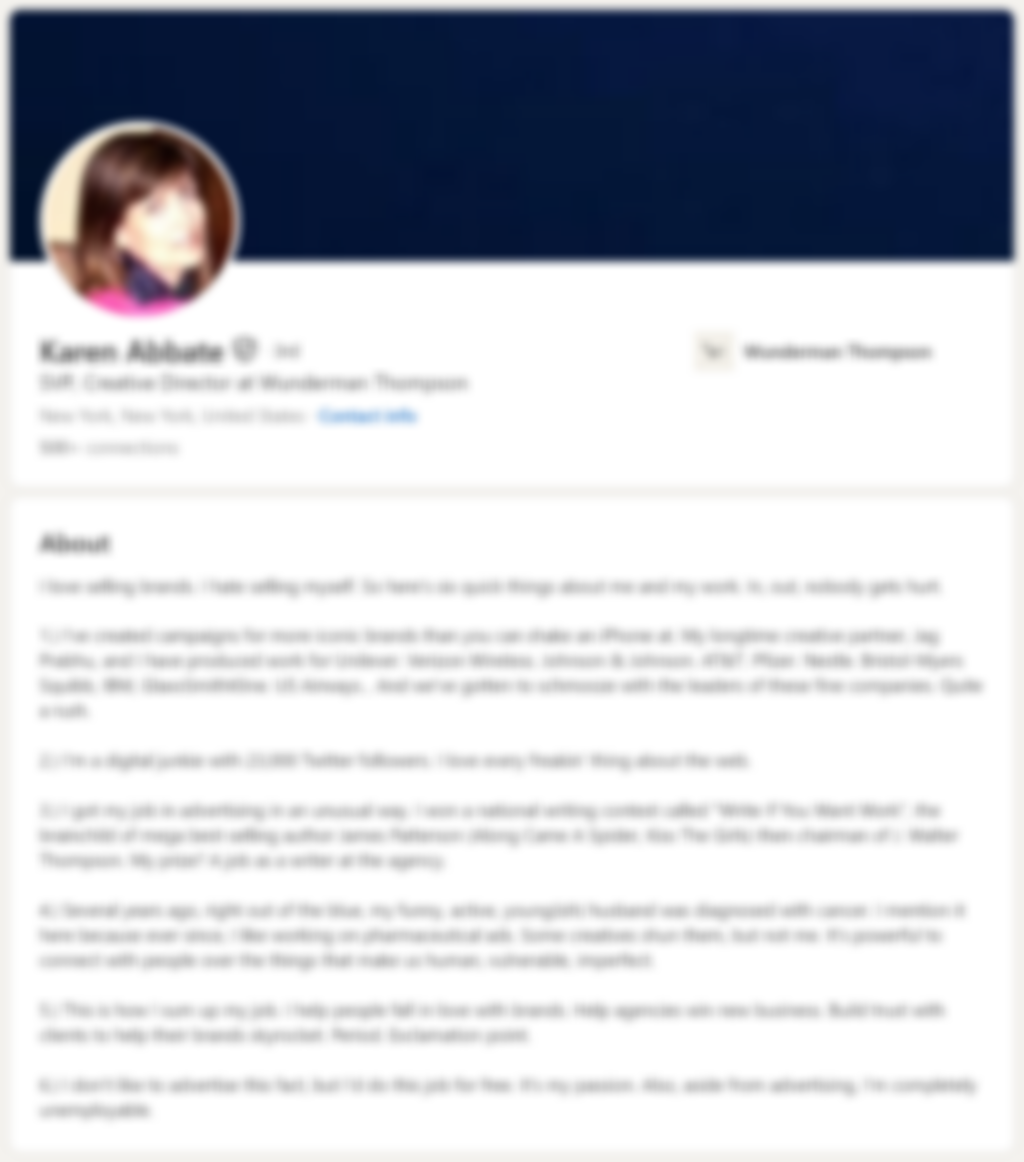 Karen Abbate · 3rd
Wunderman Thompson
SVP, Creative Director at Wunderman Thompson
New York, New York, United States · Contact info
500+ connections
About
I love selling brands. I hate selling myself. So here's six quick things about me and my work. In, out, nobody gets hurt.
1.) I've created campaigns for more iconic brands than you can shake an iPhone at. My longtime creative partner, Jag
Prabhu, and I have produced work for Unilever. Verizon Wireless. Johnson & Johnson. AT&T. Pfizer. Nestle. Bristol Myers
Squibb. IBM. GlaxoSmithKline. US Airways... And we've gotten to schmooze with the leaders of these fine companies. Quite
a rush.
2.) I'm a digital junkie with 23,000 Twitter followers. I love every freakin' thing about the web.
3.) I got my job in advertising in an unusual way. I won a national writing contest called "Write If You Want Work", the
brainchild of mega best-selling author James Patterson (Along Came A Spider, Kiss The Girls) then chairman of J. Walter
Thompson. My prize? A job as a writer at the agency.
4.) Several years ago, right out of the blue, my funny, active, young(ish) husband was diagnosed with cancer. I mention it
here because ever since, I like working on pharmaceutical ads. Some creatives shun them, but not me. It's powerful to
connect with people over the things that make us human, vulnerable, imperfect.
5.) This is how I sum up my job. I help people fall in love with brands. Help agencies win new business. Build trust with
clients to help their brands skyrocket. Period. Exclamation point.
6.) I don't like to advertise this fact, but I'd do this job for free. It's my passion. Also, aside from advertising, I'm completely
unemployable.